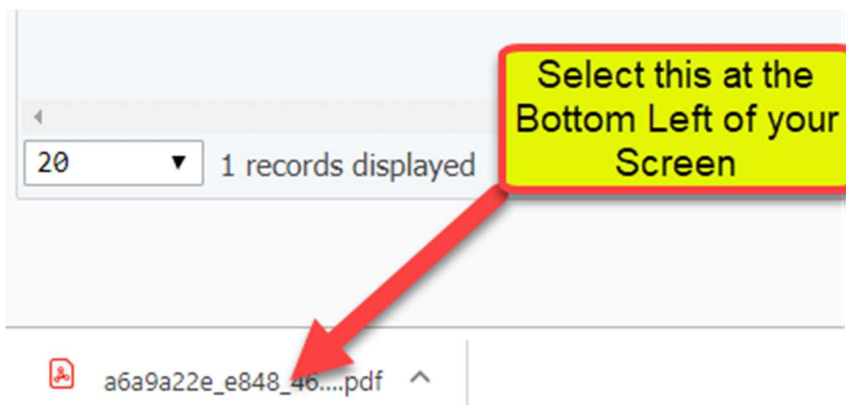 Select this at the
Bottom Left of your
Screen
20 1 records displayed
a6a9a22e_e848_46....pdf